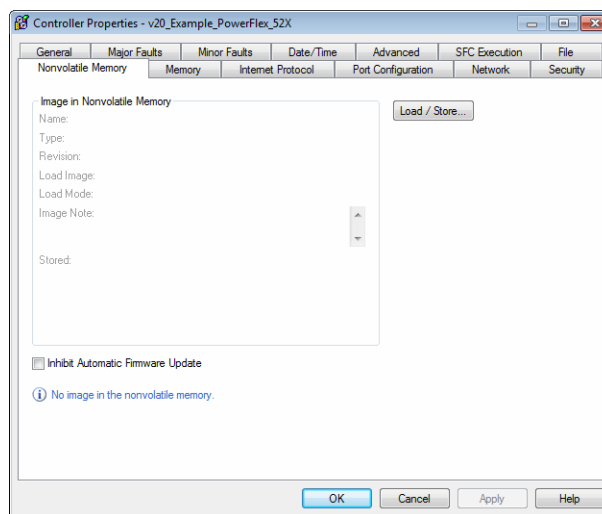 Controller Properties - v20_Example_PowerFlex_52X
General Major Faults Minor Faults Date/Time Advanced SFC Execution File
Nonvolatile Memory Memory Internet Protocol Port Configuration Network Security
Image in Nonvolatile Memory
Load / Store...
Name:
Type:
Revision:
Load Image:
Load Mode:
Image Note:
Stored:
Inhibit Automatic Firmware Update
No image in the nonvolatile memory.
OK Cancel Apply Help